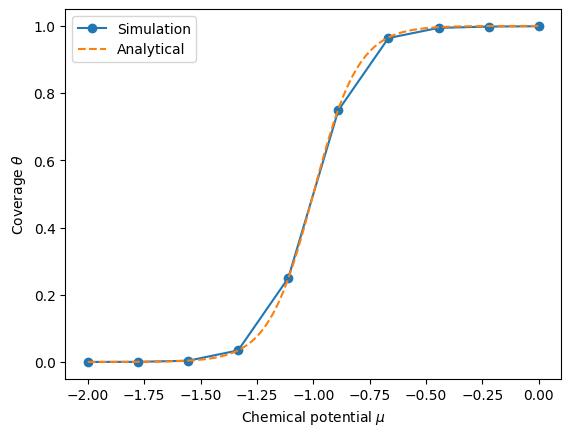 Simulation
Analytical
1.0
0.8
0.6
0.4
0.2
0.0
Coverage θ
−2.00 −1.75 −1.50 −1.25 −1.00 −0.75 −0.50 −0.25 0.00
Chemical potential μ